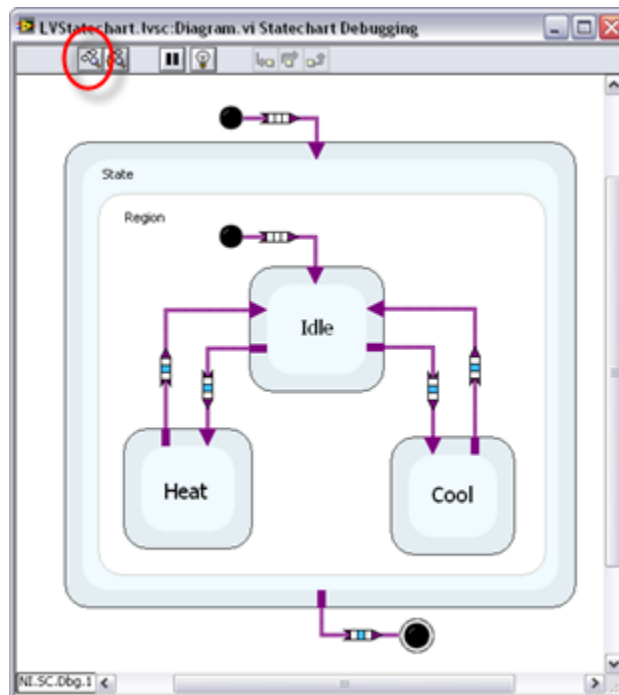 LVStatechart.lvsc:Diagram.vi Statechart Debugging
State
Region
Idle
Heat
Cool
NI.SC.Dbg.1